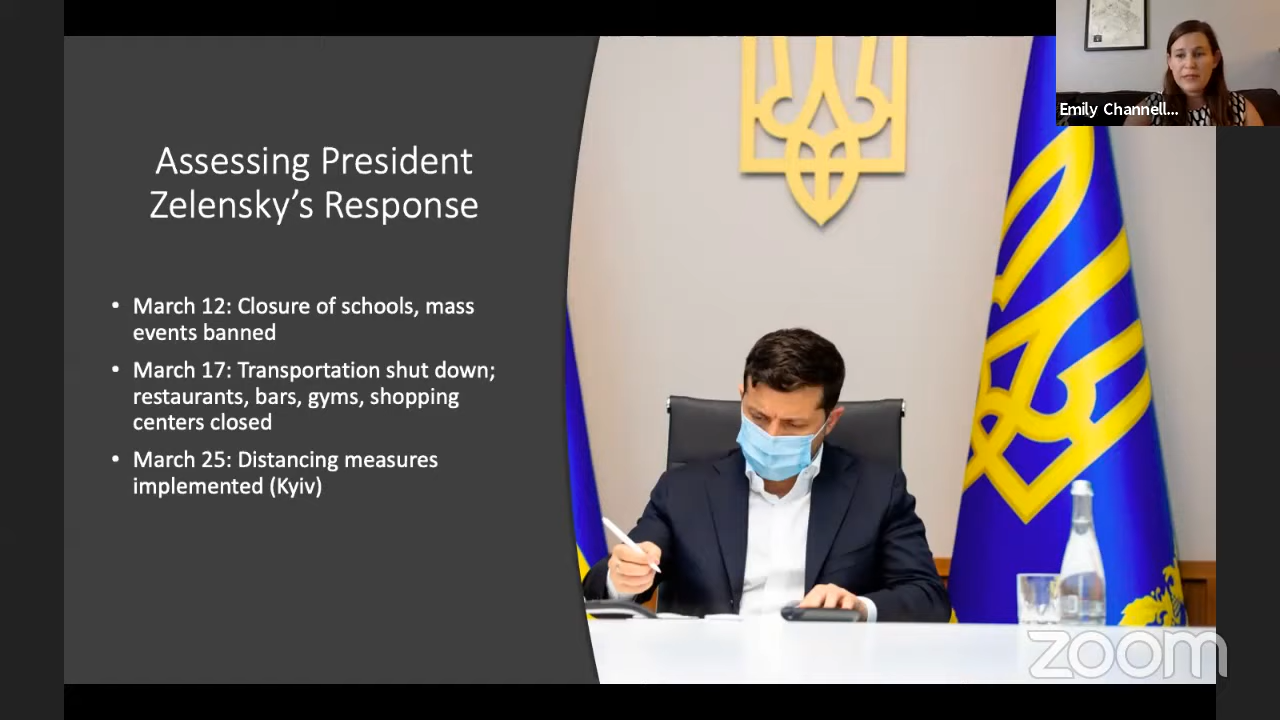 Emily Channell...
Assessing President
Zelensky's Response
• March 12: Closure of schools, mass
events banned
• March 17: Transportation shut down;
restaurants, bars, gyms, shopping
centers closed
• March 25: Distancing measures
implemented (Kyiv)
zoom